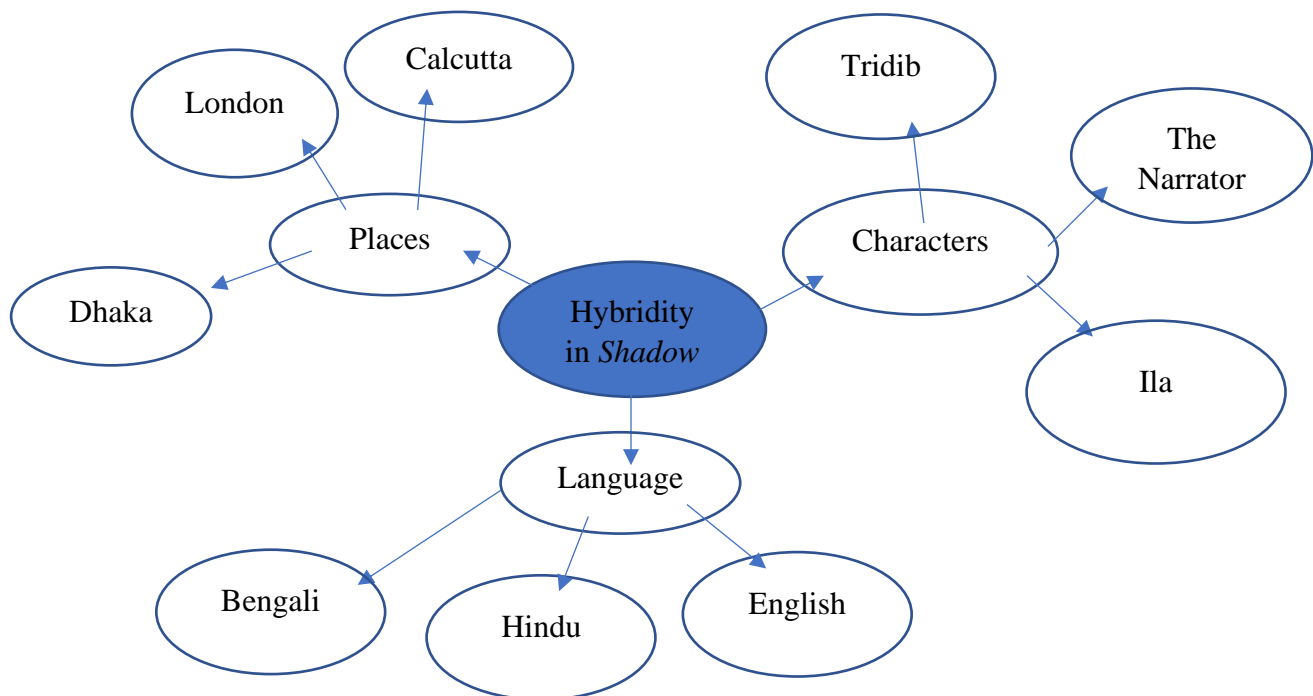 Calcutta
London
Tridib
The
Narrator
Places
Characters
Dhaka
Hybridity
in Shadow
Ila
Language
Bengali
Hindu
English